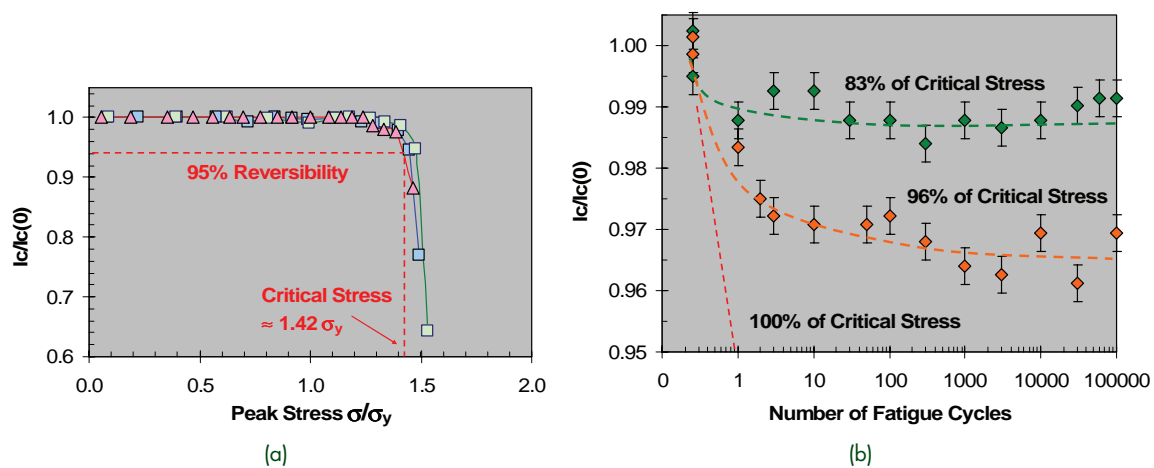 1.0
0.9
0.8
0.7
0.6
Ic/Ic(0)
0.0 0.5 1.0 1.5 2.0
Peak Stress σ/σy
95% Reversibility
Critical Stress
≈ 1.42 σy
(a)
1.00
0.99
0.98
0.97
0.96
0.95
Ic/Ic(0)
83% of Critical Stress
96% of Critical Stress
100% of Critical Stress
0 1 10 100 1000 10000 100000
Number of Fatigue Cycles
(b)